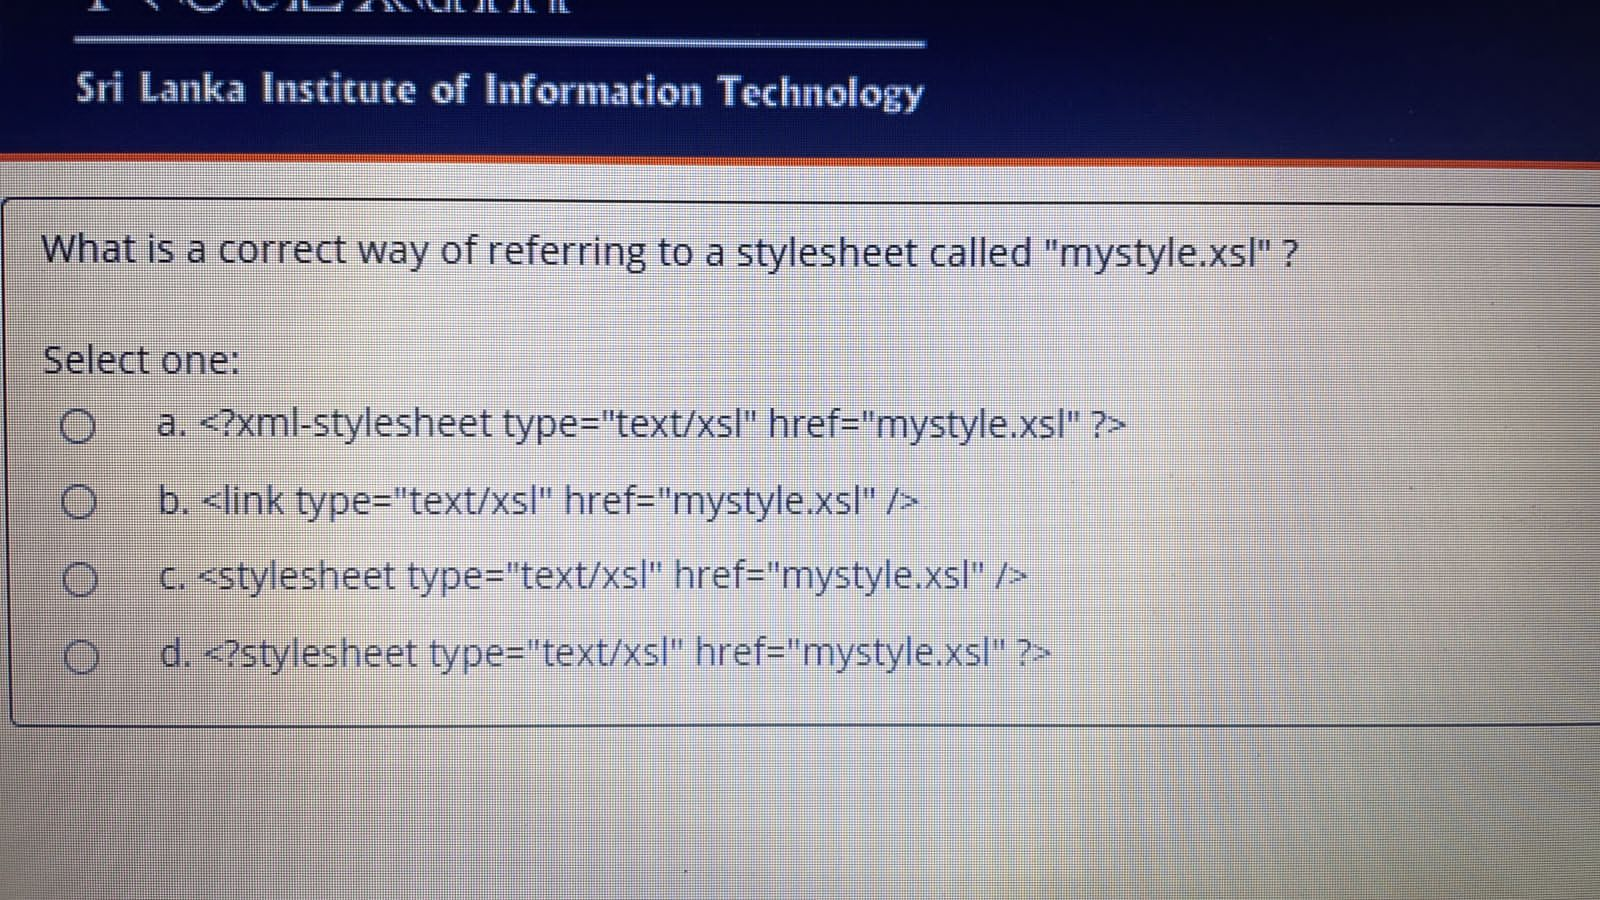 Sri Lanka Institute of Information Technology
What is a correct way of referring to a stylesheet called "mystyle.xsl" ?
Select one:
a. <?xml-stylesheet type="text/xsl" href="mystyle.xsl" ?>
b. <link type="text/xsl" href="mystyle.xsl" />
c. <stylesheet type="text/xsl" href="mystyle.xsl" />
d. <?stylesheet type="text/xsl" href="mystyle.xsl" ?>